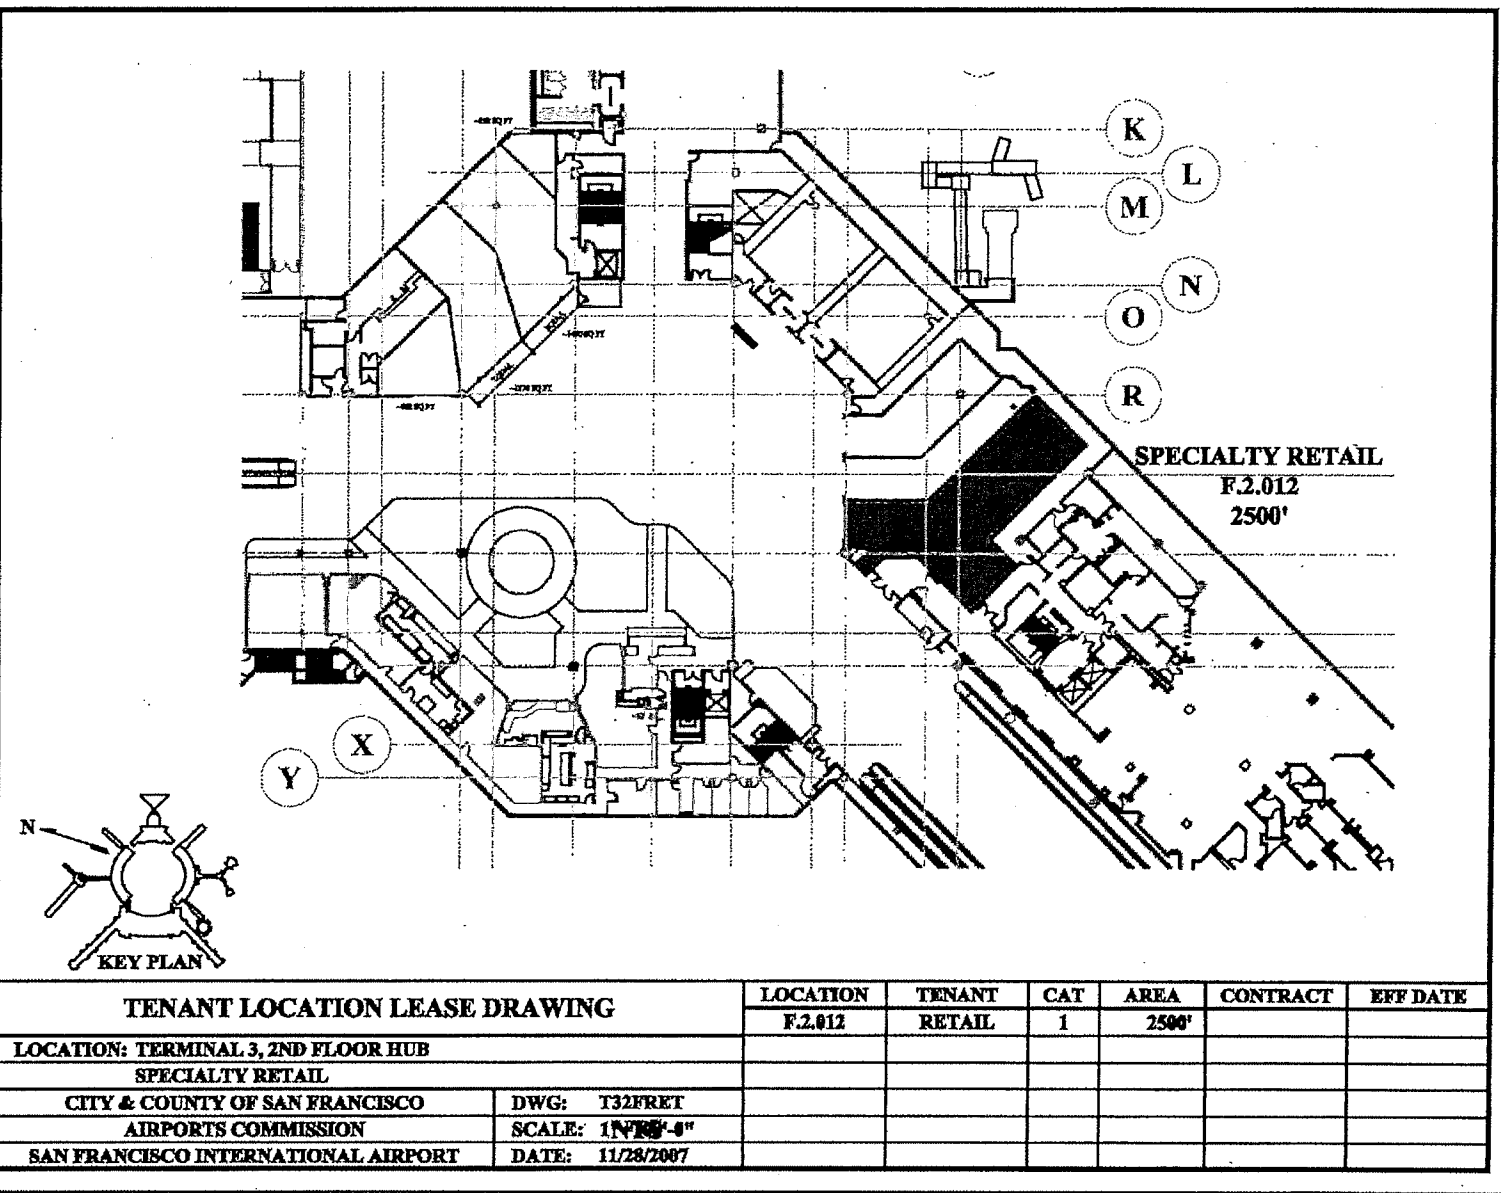 K
L
M
N
O
R
SPECIALTY RETAIL
F.2.012
2500'
X
Y
N
KEY PLAN
TENANT LOCATION LEASE DRAWING
LOCATION TENANT CAT AREA CONTRACT EFF DATE
F.2.012 RETAIL 1 2500'
LOCATION: TERMINAL 3, 2ND FLOOR HUB
SPECIALTY RETAIL
CITY & COUNTY OF SAN FRANCISCO DWG: T32FRET
AIRPORTS COMMISSION SCALE:
SAN FRANCISCO INTERNATIONAL AIRPORT DATE: 11/28/2007